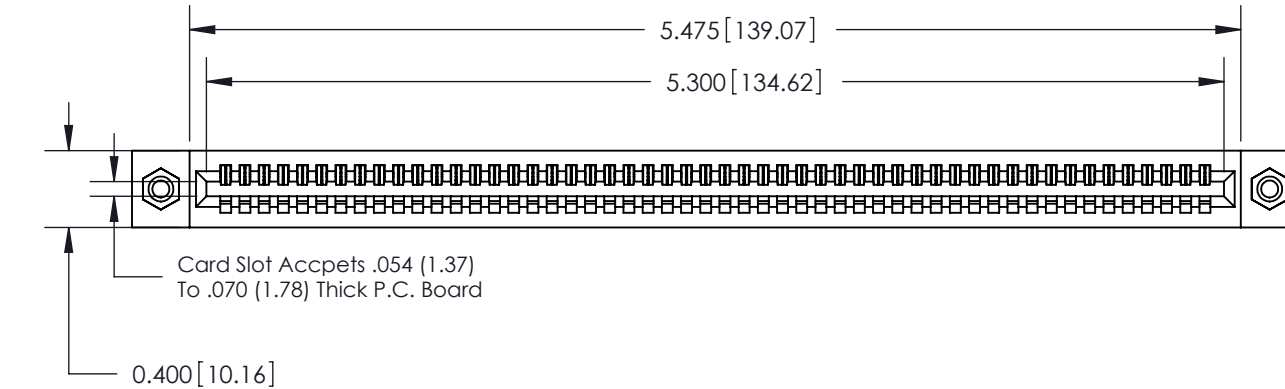 5.475[139.07]
5.300[134.62]
Card Slot Accpets .054 (1.37)
To .070 (1.78) Thick P.C. Board
0.400[10.16]